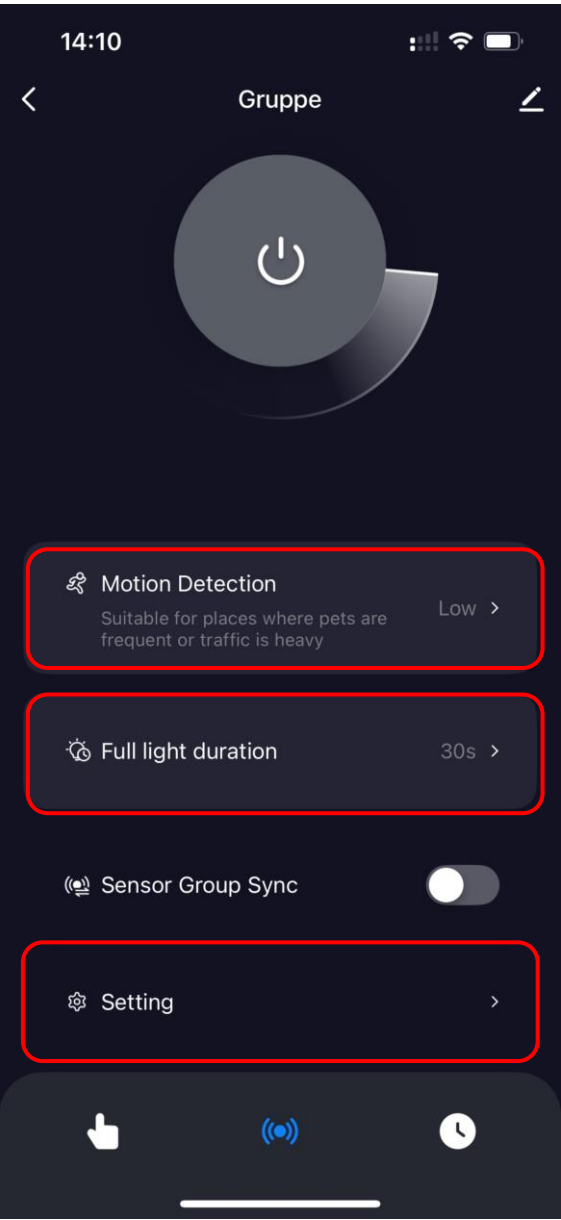 14:10
Gruppe
Motion Detection
Suitable for places where pets are
frequent or traffic is heavy
Low
Full light duration
30s
Sensor Group Sync
Setting